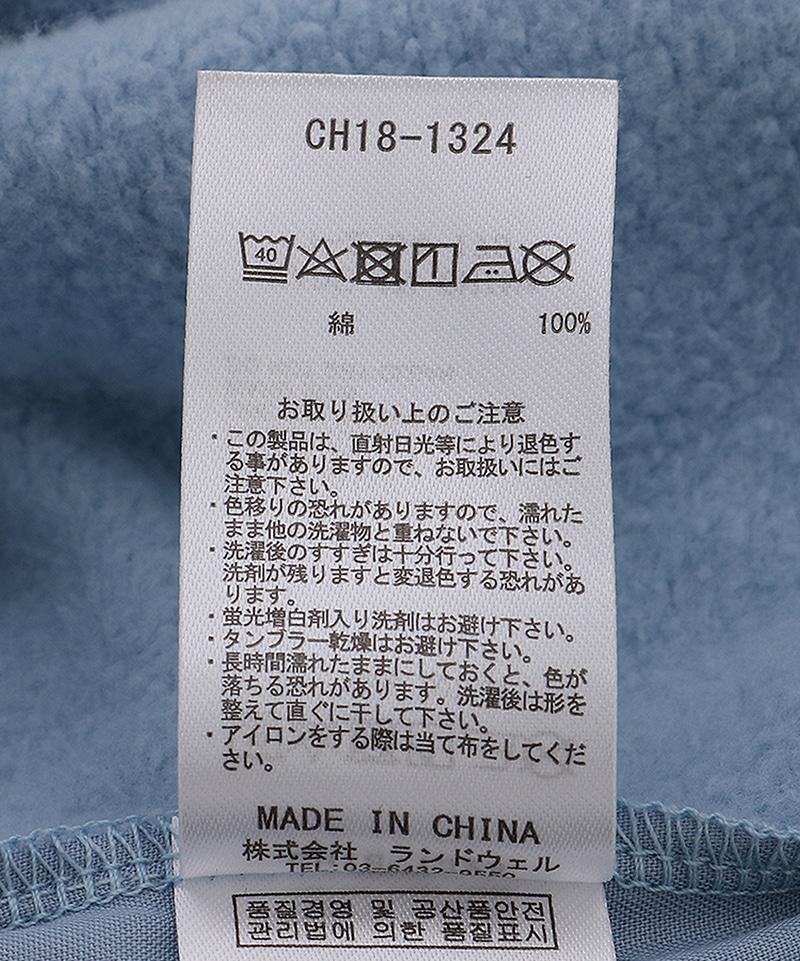 CH18-1324
40
綿 100%
お取り扱い上のご注意
・この製品は、直射日光等により退色す
る事がありますので、お取扱いにはご
注意下さい。
・色移りの恐れがありますので、濡れた
まま他の洗濯物と重ねないで下さい。
・洗濯後のすすぎは十分行って下さい。
洗剤が残りますと変退色する恐れがあ
ります。
・蛍光増白剤入り洗剤はお避け下さい。
・タンブラー乾燥はお避け下さい。
・長時間濡れたままにしておくと、色が
落ちる恐れがあります。洗濯後は形を
整えて直ぐに干して下さい。
・アイロンをする際は当て布をしてくだ
さい。
MADE IN CHINA
株式会社 ランドウェル
TEL:03-6432-9550
품질경영 및 공산품안전
관리법에 의한 품질표시